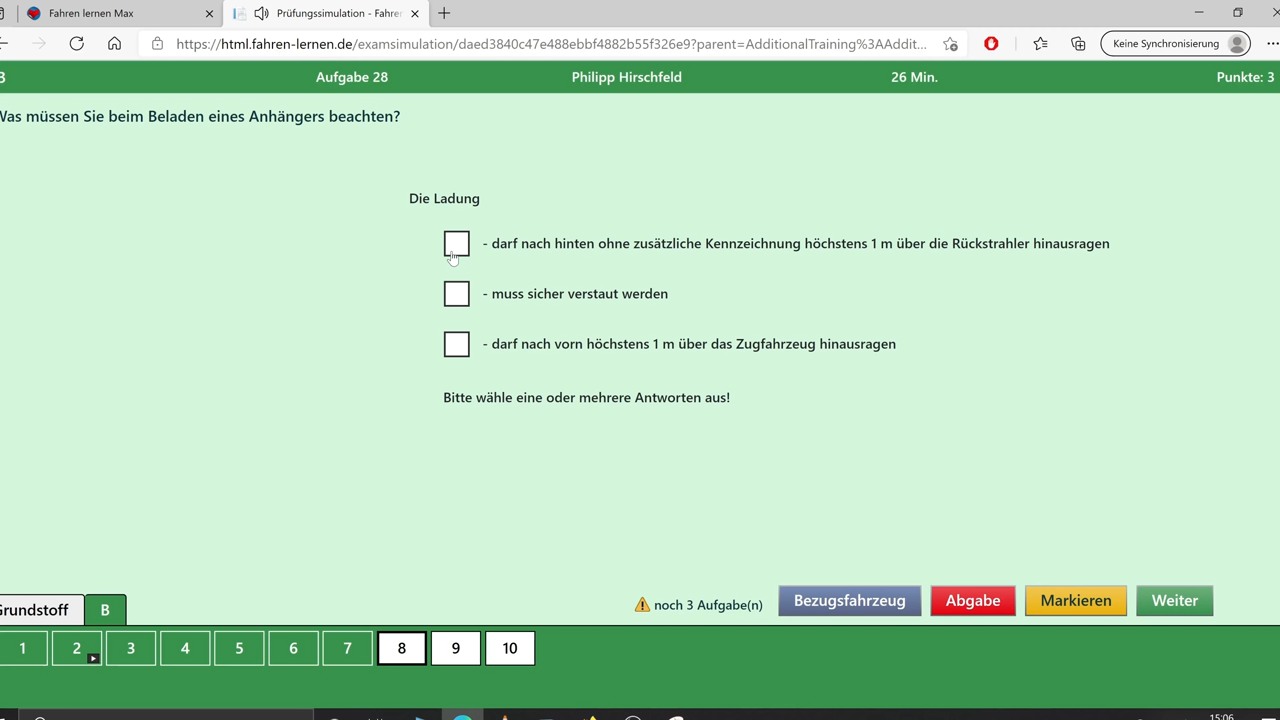 Fahren lernen Max
Prüfungssimulation - Fahre
https://html.fahren-lernen.de/examsimulation/daed3840c47e488ebbf4882b55f326e9?parent=AdditionalTraining%3AAddit...
Keine Synchronisierung
3 Aufgabe 28 Philipp Hirschfeld 26 Min. Punkte: 3
Was müssen Sie beim Beladen eines Anhängers beachten?
Die Ladung
- darf nach hinten ohne zusätzliche Kennzeichnung höchstens 1 m über die Rückstrahler hinausragen
- muss sicher verstaut werden
- darf nach vorn höchstens 1 m über das Zugfahrzeug hinausragen
Bitte wähle eine oder mehrere Antworten aus!
Grundstoff B
noch 3 Aufgabe(n) Bezugsfahrzeug Abgabe Markieren Weiter
1 2 3 4 5 6 7 8 9 10
15:06